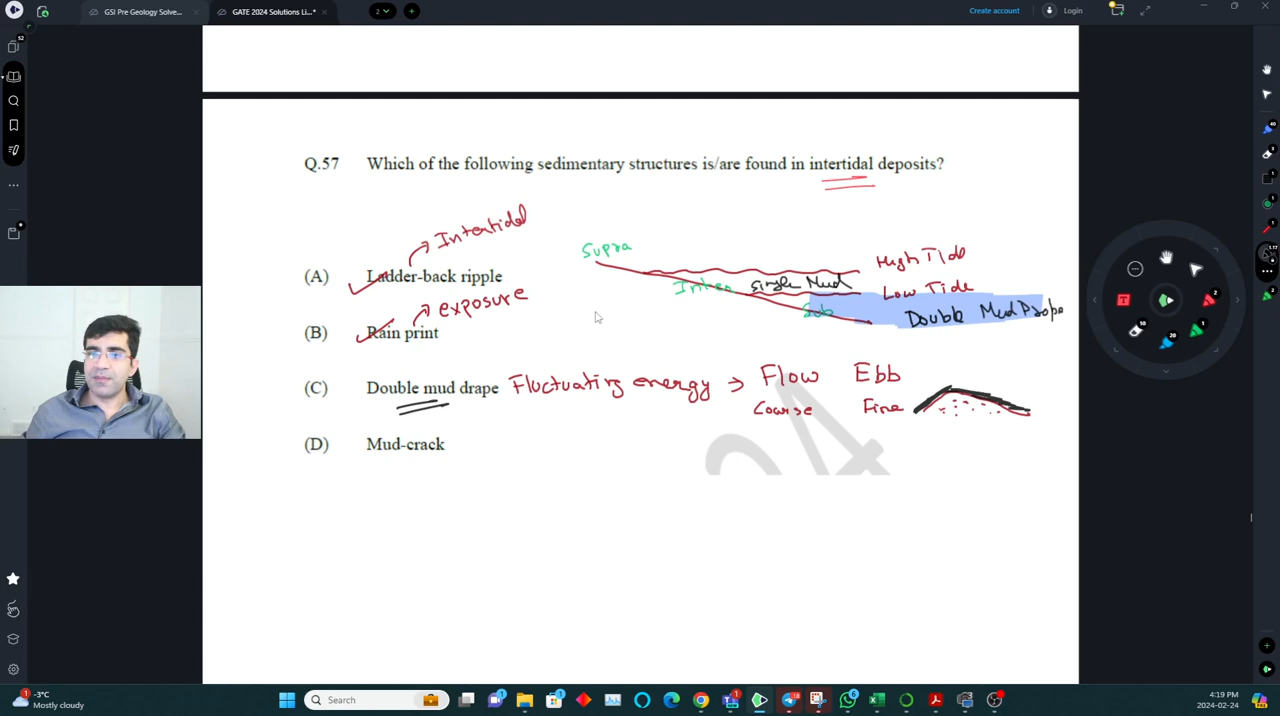 GSI Pre Geology Solve...
GATE 2024 Solutions Li...*
2
Create account
Login
52
Q.57 Which of the following sedimentary structures is/are found in intertidal deposits?
Intertidal
Supra
High Tide
(A) Ladder-back ripple
Inter single Mud
Low Tide
exposure
Sub
Double Mud Drape
(B) Rain print
(C) Double mud drape
Fluctuating energy → Flow Ebb
Coarse Fine
(D) Mud-crack
24
-3°C
Mostly cloudy
Search
4:19 PM
2024-02-24